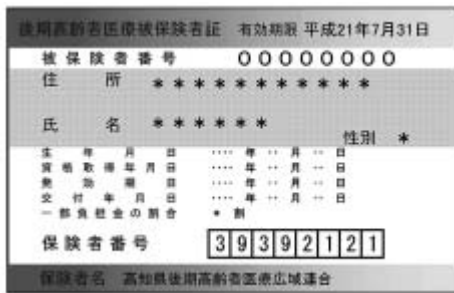 後期高齢者医療被保険者証 有効期限 平成21年7月31日
被保険者番号 ００００００００
住所 ***********
氏名 ******
性別 *
生年月日 ‥‥年‥月‥日
資格取得年月日 ‥‥年‥月‥日
発効期日 ‥‥年‥月‥日
交付年月日 ‥‥年‥月‥日
一部負担金の割合 * 割
保険者番号 39392121
保険者名 高知県後期高齢者医療広域連合